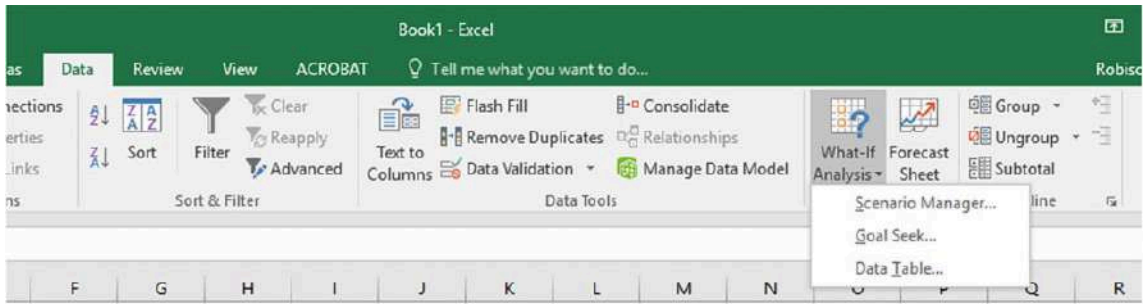 Book1 - Excel
as Data Review View ACROBAT Tell me what you want to do... Robisc
nections
erties
Links
ns
A Z
Z A
Z A
A Z
Sort
Filter
Clear
Reapply
Advanced
Sort & Filter
Text to
Columns
Flash Fill
Remove Duplicates
Data Validation
Consolidate
Relationships
Manage Data Model
Data Tools
What-If
Analysis
Forecast
Sheet
Group
Ungroup
Subtotal
line
Scenario Manager...
Goal Seek...
Data Table...
F G H I J K L M N O P Q R